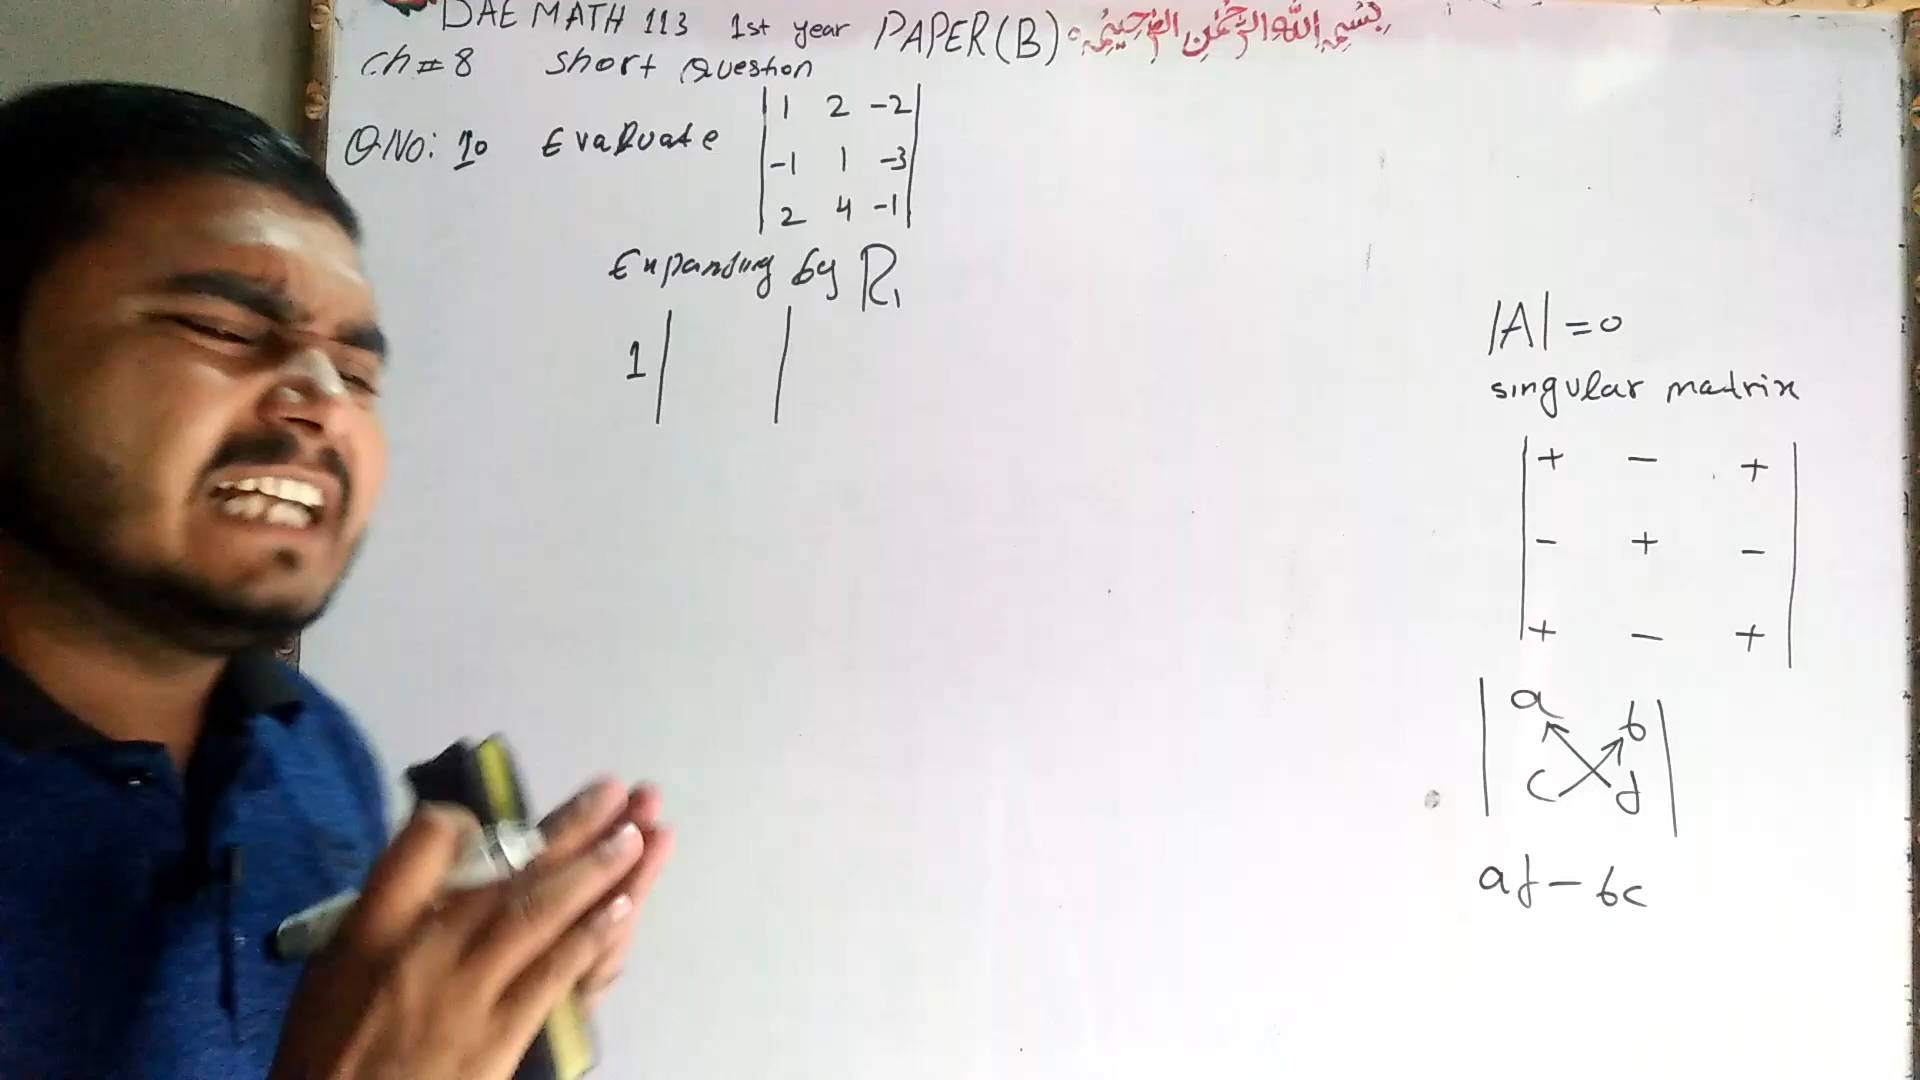 DAE MATH 113 1st year PAPER (B) بسم الله الرحمن الرحيم
ch # 8 short Question
Q.No: 10 Evaluate
| 1 2 -2 |
| -1 1 -3 |
| 2 4 -1 |
Expanding by R₁
1 | |
|A| = 0
singular matrix
| + - + |
| - + - |
| + - + |
| a b |
| c d |
ad - bc